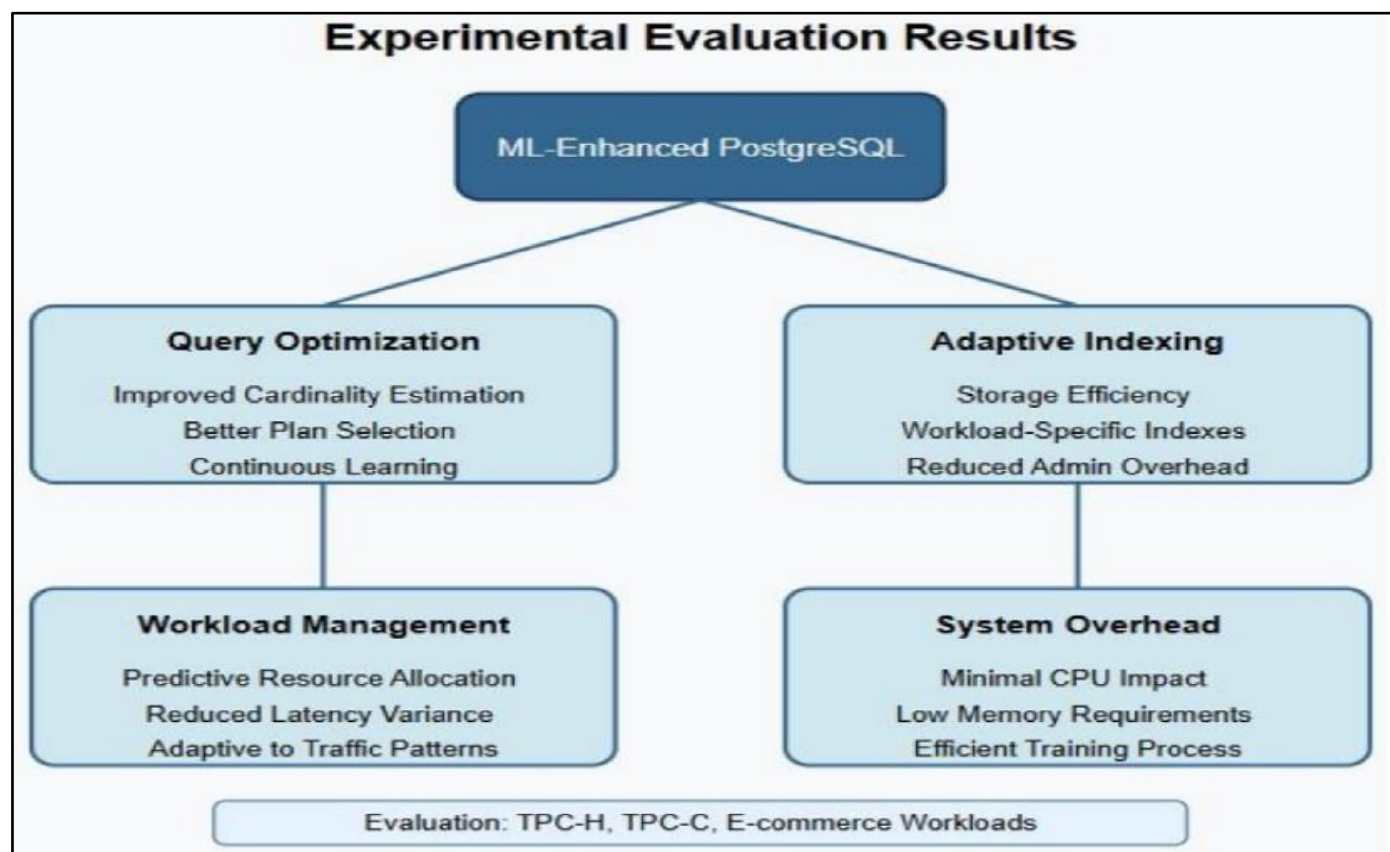 Experimental Evaluation Results
ML-Enhanced PostgreSQL
Query Optimization
Improved Cardinality Estimation
Better Plan Selection
Continuous Learning
Adaptive Indexing
Storage Efficiency
Workload-Specific Indexes
Reduced Admin Overhead
Workload Management
Predictive Resource Allocation
Reduced Latency Variance
Adaptive to Traffic Patterns
System Overhead
Minimal CPU Impact
Low Memory Requirements
Efficient Training Process
Evaluation: TPC-H, TPC-C, E-commerce Workloads